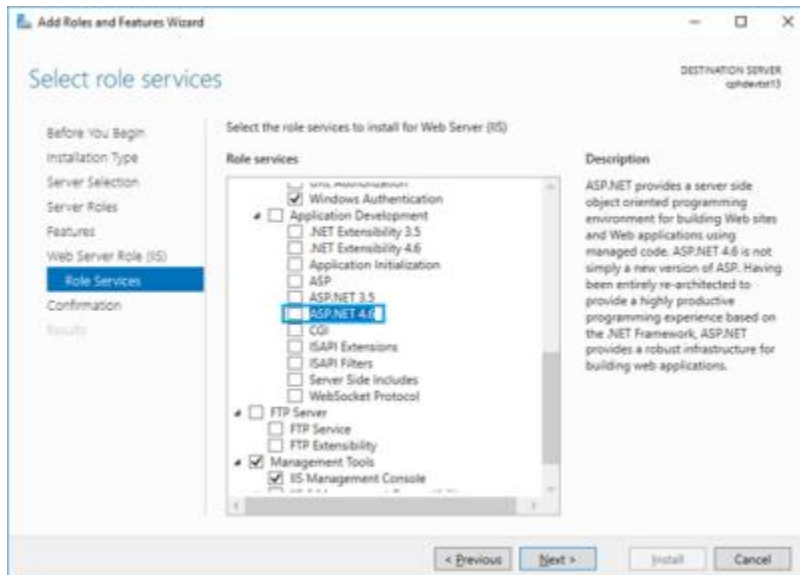 Add Roles and Features Wizard
Select role services
DESTINATION SERVER
cphdevtst13
Before You Begin
Installation Type
Server Selection
Server Roles
Features
Web Server Role (IIS)
Role Services
Confirmation
Results
Select the role services to install for Web Server (IIS)
Role services
Windows Authentication
Application Development
.NET Extensibility 3.5
.NET Extensibility 4.6
Application Initialization
ASP
ASP.NET 3.5
ASP.NET 4.6
CGI
ISAPI Extensions
ISAPI Filters
Server Side Includes
WebSocket Protocol
FTP Server
FTP Service
FTP Extensibility
Management Tools
IIS Management Console
Description
ASP.NET provides a server side
object oriented programming
environment for building Web sites
and Web applications using
managed code. ASP.NET 4.6 is not
simply a new version of ASP. Having
been entirely re-architected to
provide a highly productive
programming experience based on
the .NET Framework, ASP.NET
provides a robust infrastructure for
building web applications.
< Previous
Next >
Install
Cancel